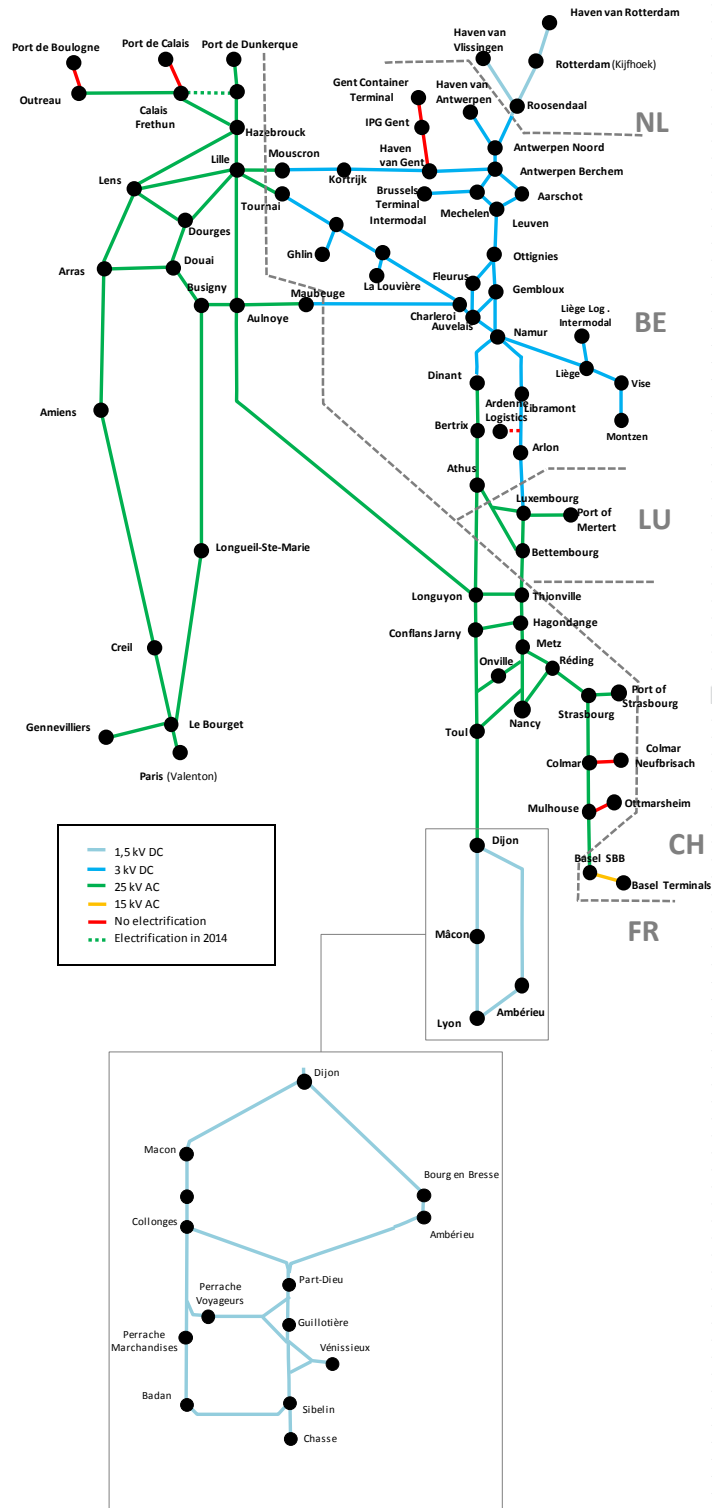 Haven van Rotterdam
Port de Boulogne
Port de Calais
Port de Dunkerque
Haven van
Vlissingen
Rotterdam (Kijfhoek)
Gent Container
Terminal
Haven van
Antwerpen
Outreau
Calais
Frethun
Roosendaal
NL
IPG Gent
Hazebrouck
Antwerpen Noord
Mouscron
Haven
van Gent
Lille
Kortrijk
Antwerpen Berchem
Lens
Tournai
Brussels
Terminal
Intermodal
Aarschot
Mechelen
Leuven
Dourges
Ghlin
Ottignies
Douai
La Louvière
Fleurus
Arras
Busigny
Maubeuge
Gembloux
Aulnoye
Charleroi
Auvelais
Liège Log .
Intermodal
BE
Namur
Liège
Vise
Dinant
Ardenne
Logistics
Libramont
Amiens
Bertrix
Montzen
Arlon
Athus
Luxembourg
Port of
Mertert
LU
Longueil-Ste-Marie
Bettembourg
Longuyon
Thionville
Hagondange
Conflans Jarny
Metz
Creil
Onville
Réding
Port of
Strasbourg
Strasbourg
Nancy
Gennevilliers
Le Bourget
Toul
Paris (Valenton)
Colmar
Colmar
Neufbrisach
Mulhouse
Ottmarsheim
CH
Dijon
Basel SBB
Basel Terminals
FR
1,5 kV DC
3 kV DC
25 kV AC
15 kV AC
No electrification
Electrification in 2014
Mâcon
Ambérieu
Lyon
Dijon
Macon
Bourg en Bresse
Collonges
Ambérieu
Part-Dieu
Perrache
Voyageurs
Guillotière
Perrache
Marchandises
Vénissieux
Badan
Sibelin
Chasse